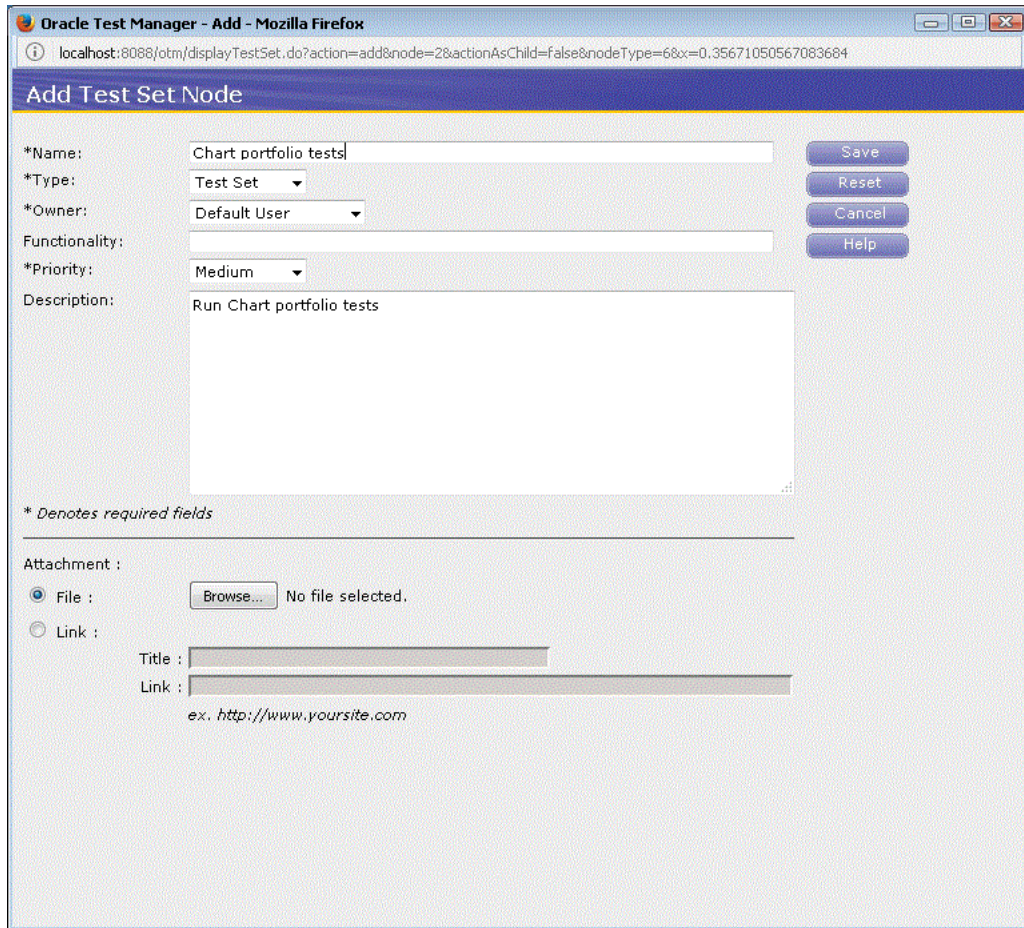 Oracle Test Manager - Add - Mozilla Firefox
localhost:8088/otm/displayTestSet.do?action=add&node=2&actionAsChild=false&nodeType=6&x=0.35671050567083684
Add Test Set Node
*Name: Chart portfolio tests Save
*Type: Test Set Reset
*Owner: Default User Cancel
Functionality: Help
*Priority: Medium
Description: Run Chart portfolio tests
* Denotes required fields
Attachment :
File : Browse... No file selected.
Link :
Title :
Link :
ex. http://www.yoursite.com